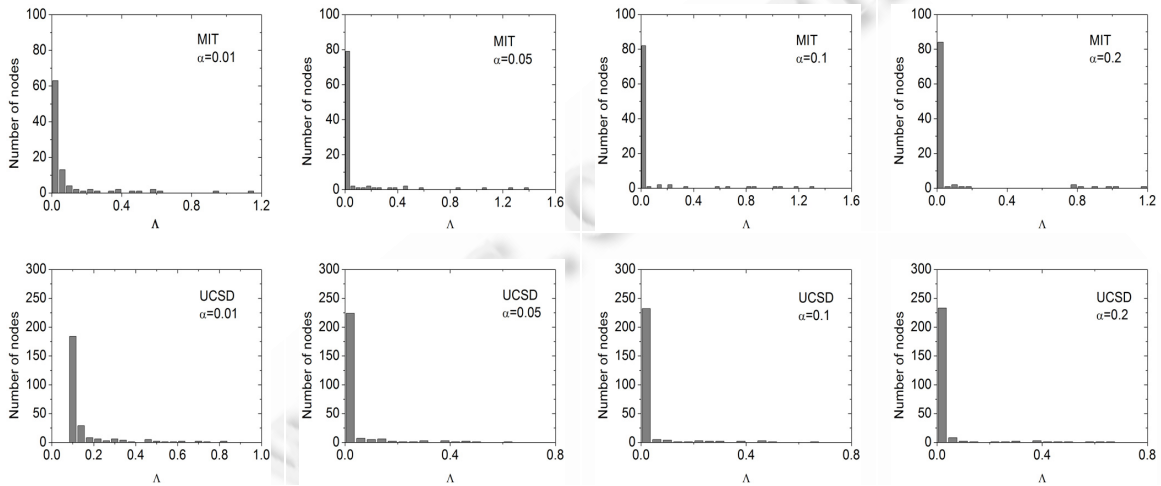 100
80
60
40
20
0
Number of nodes
MIT
α=0.01
0.0 0.4 0.8 1.2
Λ
100
80
60
40
20
0
Number of nodes
MIT
α=0.05
0.0 0.4 0.8 1.2 1.6
Λ
100
80
60
40
20
0
Number of nodes
MIT
α=0.1
0.0 0.4 0.8 1.2 1.6
Λ
100
80
60
40
20
0
Number of nodes
MIT
α=0.2
0.0 0.4 0.8 1.2
Λ
300
250
200
150
100
50
0
Number of nodes
UCSD
α=0.01
0.0 0.2 0.4 0.6 0.8 1.0
Λ
300
250
200
150
100
50
0
Number of nodes
UCSD
α=0.05
0.0 0.4 0.8
Λ
300
250
200
150
100
50
0
Number of nodes
UCSD
α=0.1
0.0 0.4 0.8
Λ
300
250
200
150
100
50
0
Number of nodes
UCSD
α=0.2
0.0 0.4 0.8
Λ